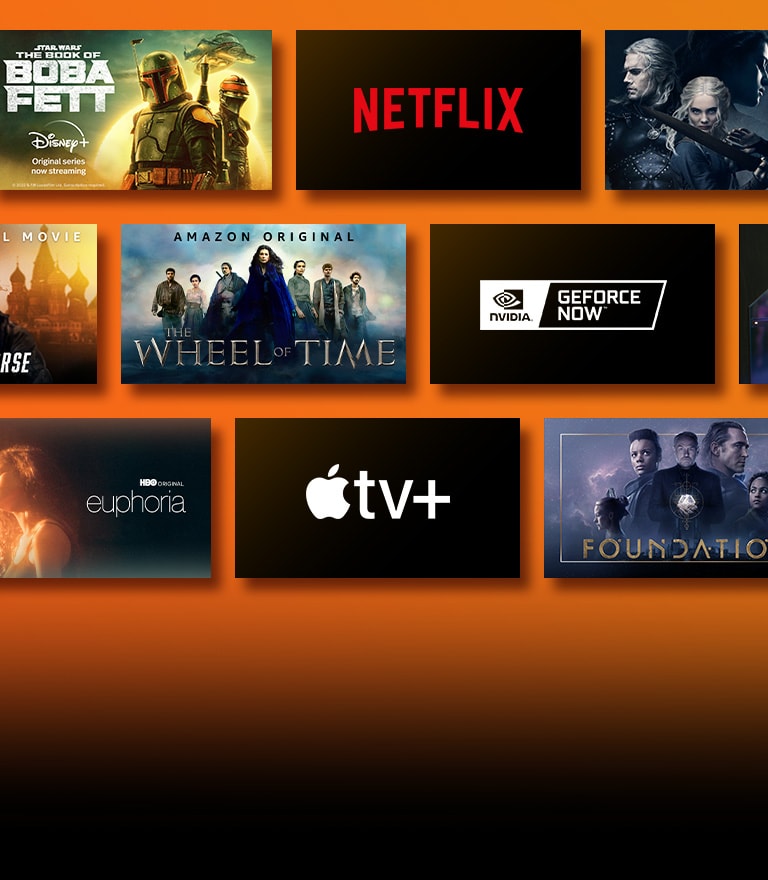 STAR WARS
THE BOOK OF
BOBA
FETT
Disney+
Original series
now streaming
NETFLIX
L MOVIE
RSE
AMAZON ORIGINAL
THE
WHEEL OF TIME
NVIDIA.
GEFORCE
NOW™
HBO ORIGINAL
euphoria
tv+
FOUNDATIO